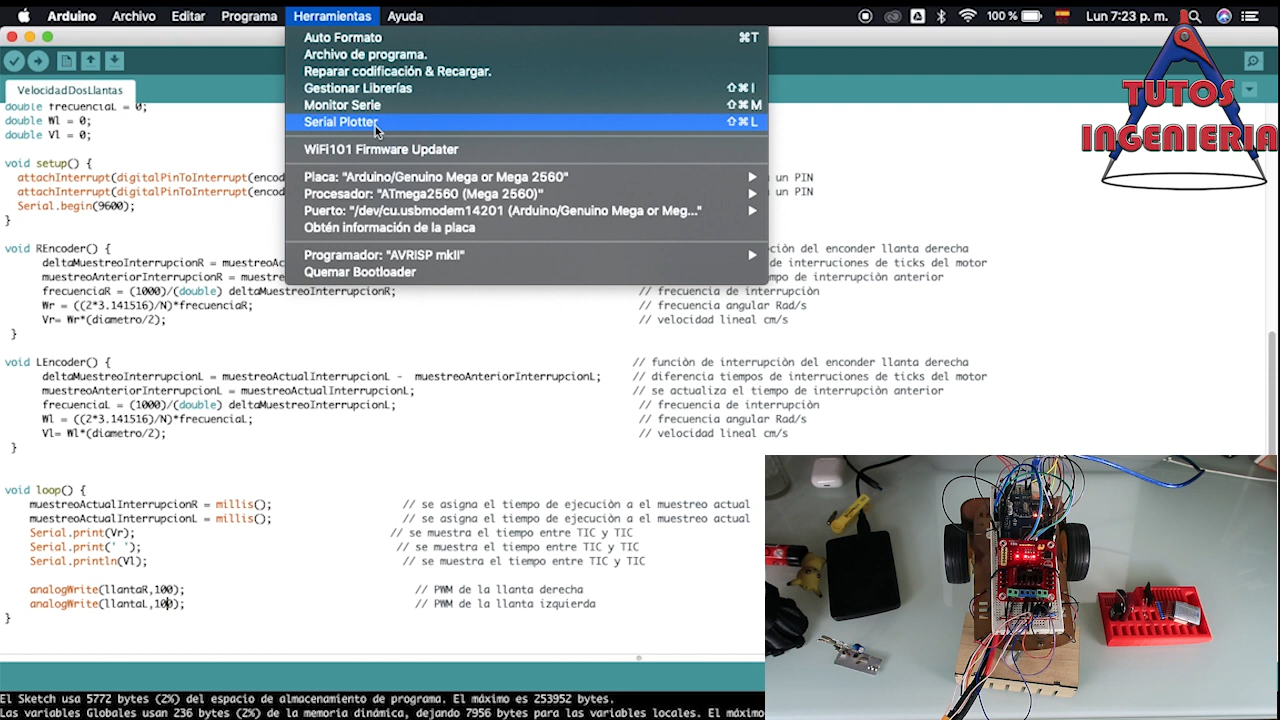 Arduino Archivo Editar Programa Herramientas Ayuda 100 % Lun 7:23 p. m.
Auto Formato ⌘T
Archivo de programa.
Reparar codificación & Recargar.
Gestionar Librerías ⇧⌘I
Monitor Serie ⇧⌘M
Serial Plotter ⇧⌘L
WiFi101 Firmware Updater
Placa: "Arduino/Genuino Mega or Mega 2560"
Procesador: "ATmega2560 (Mega 2560)"
Puerto: "/dev/cu.usbmodem14201 (Arduino/Genuino Mega or Meg..."
Obtén información de la placa
Programador: "AVRISP mkII"
Quemar Bootloader
TUTOS
INGENIERIA
VelocidadDosLlantas
double frecuenciaL = 0;
double Wl = 0;
double Vl = 0;
void setup() {
attachInterrupt(digitalPinToInterrupt(enco a un PIN
attachInterrupt(digitalPinToInterrupt(enco a un PIN
Serial.begin(9600);
}
void REncoder() { del enconder llanta derecha
deltaMuestreoInterrupcionR = muestreoAc de interruciones de ticks del motor
muestreoAnteriorInterrupcionR = muestre de interrupciòn anterior
frecuenciaR = (1000)/(double) deltaMuestreoInterrupcionR; // frecuencia de interrupciòn
Wr = ((2*3.141516)/N)*frecuenciaR; // frecuencia angular Rad/s
Vr= Wr*(diametro/2); // velocidad lineal cm/s
}
void LEncoder() { // funciòn de interrupciòn del enconder llanta derecha
deltaMuestreoInterrupcionL = muestreoActualInterrupcionL - muestreoAnteriorInterrupcionL; // diferencia tiempos de interruciones de ticks del motor
muestreoAnteriorInterrupcionL = muestreoActualInterrupcionL; // se actualiza el tiempo de interrupciòn anterior
frecuenciaL = (1000)/(double) deltaMuestreoInterrupcionL; // frecuencia de interrupciòn
Wl = ((2*3.141516)/N)*frecuenciaL; // frecuencia angular Rad/s
Vl= Wl*(diametro/2); // velocidad lineal cm/s
}
void loop() {
muestreoActualInterrupcionR = millis(); // se asigna el tiempo de ejecuciòn a el muestreo actual
muestreoActualInterrupcionL = millis(); // se asigna el tiempo de ejecuciòn a el muestreo actual
Serial.print(Vr); // se muestra el tiempo entre TIC y TIC
Serial.print(" "); // se muestra el tiempo entre TIC y TIC
Serial.println(Vl); // se muestra el tiempo entre TIC y TIC
analogWrite(llantaR,100); // PWM de la llanta derecha
analogWrite(llantaL,100); // PWM de la llanta izquierda
}
El Sketch usa 5772 bytes (2%) del espacio de almacenamiento de programa. El máximo es 253952 bytes.
Las variables Globales usan 236 bytes (2%) de la memoria dinámica, dejando 7956 bytes para las variables locales. El máximo